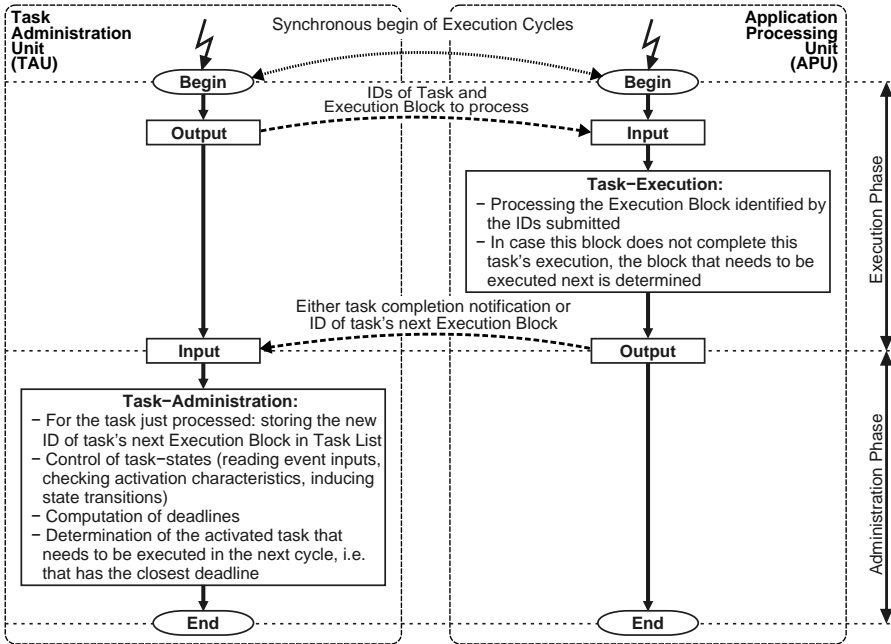 Task
Administration
Unit
(TAU)
Synchronous begin of Execution Cycles
Application
Processing
Unit
(APU)
Begin
Begin
IDs of Task and
Execution Block to process
Output
Input
Task−Execution:
− Processing the Execution Block identified by
the IDs submitted
− In case this block does not complete this
task's execution, the block that needs to be
executed next is determined
Execution Phase
Either task completion notification or
ID of task's next Execution Block
Input
Output
Task−Administration:
− For the task just processed: storing the new
ID of task's next Execution Block in Task List
− Control of task−states (reading event inputs,
checking activation characteristics, inducing
state transitions)
− Computation of deadlines
− Determination of the activated task that
needs to be executed in the next cycle, i.e.
that has the closest deadline
Administration Phase
End
End